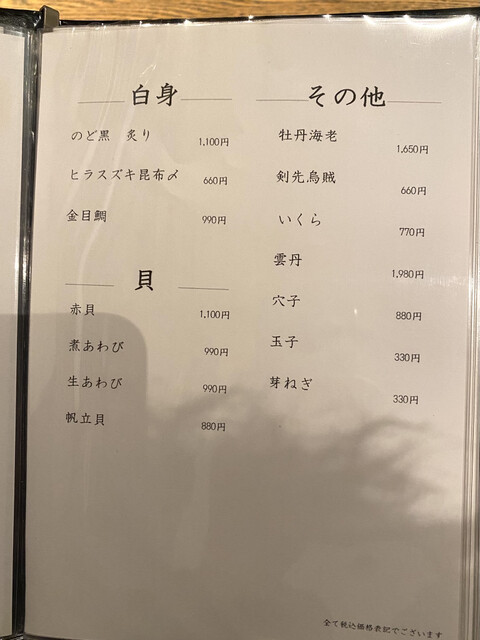 白身
のど黒 炙り 1,100円
ヒラスズキ昆布〆 660円
金目鯛 990円
貝
赤貝 1,100円
煮あわび 990円
生あわび 990円
帆立貝 880円
その他
牡丹海老 1,650円
剣先烏賊 660円
いくら 770円
雲丹 1,980円
穴子 880円
玉子 330円
芽ねぎ 330円
全て税込価格表記でございます